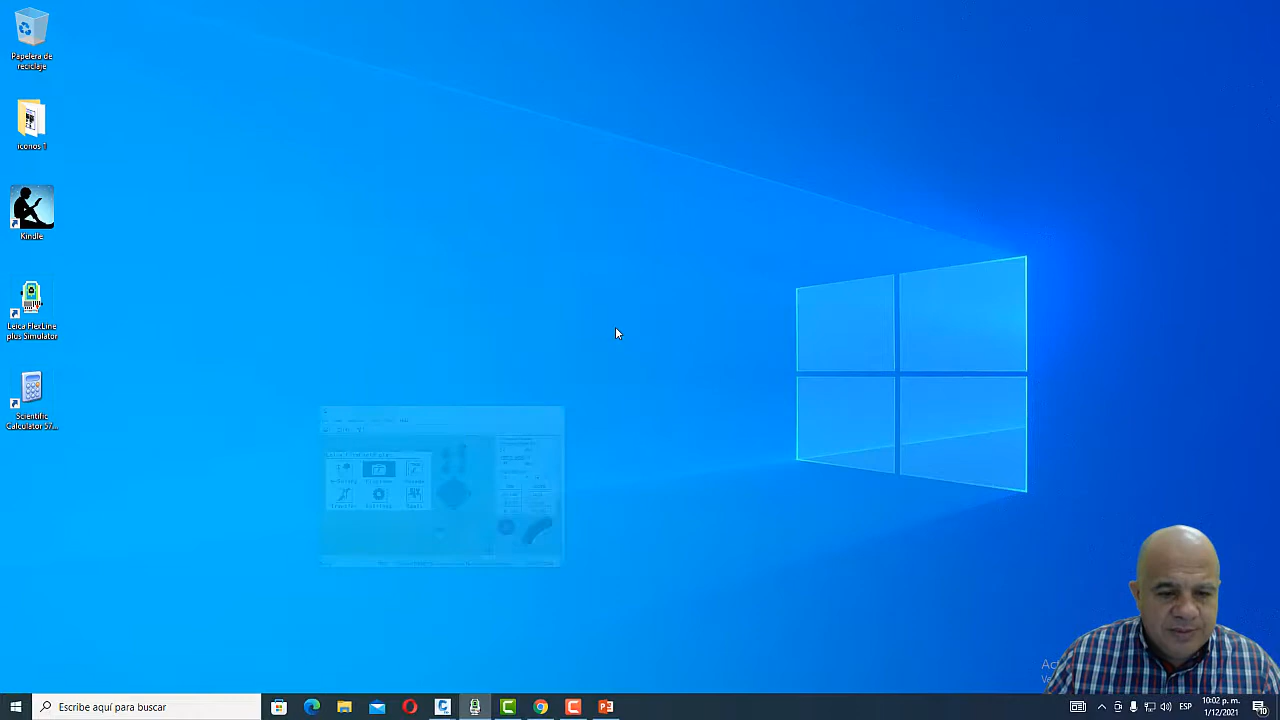 Papelera de
reciclaje
iconos 1
Kindle
Leica FlexLine
plus Simulator
Scientific
Calculator 57...
Escribe aquí para buscar
ESP
10:02 p. m.
1/12/2021